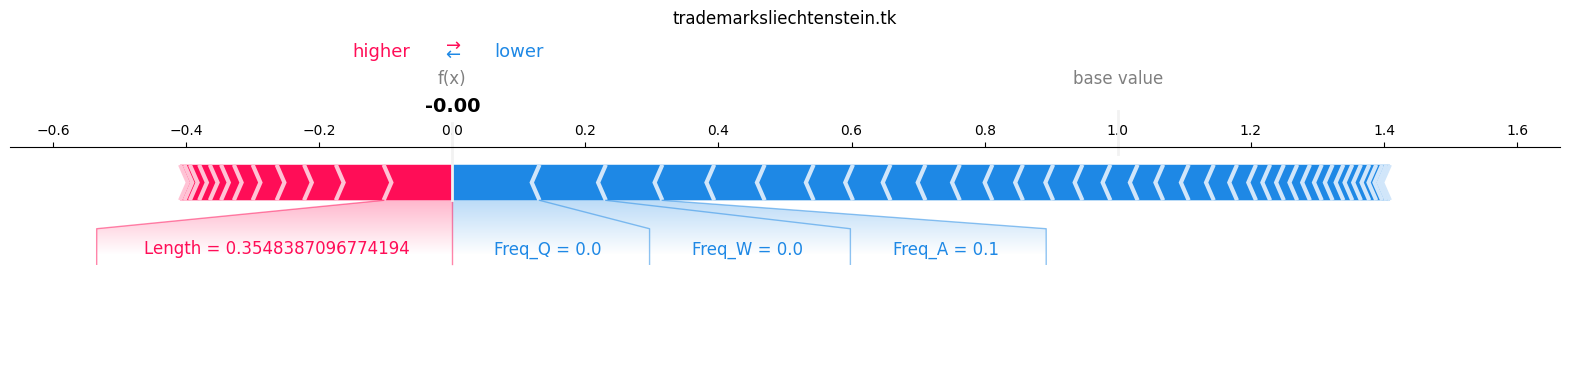 trademarksliechtenstein.tk
higher → ← lower
f(x) base value
-0.00
−0.6 −0.4 −0.2 0.0 0.2 0.4 0.6 0.8 1.0 1.2 1.4 1.6
Length = 0.3548387096774194 Freq_Q = 0.0 Freq_W = 0.0 Freq_A = 0.1